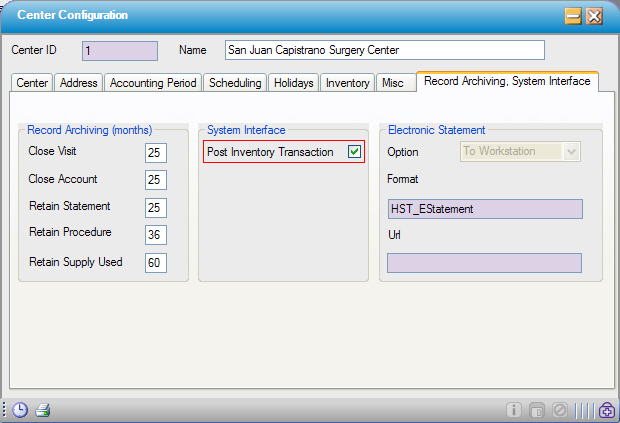 Center Configuration
Center ID 1 Name San Juan Capistrano Surgery Center
Center Address Accounting Period Scheduling Holidays Inventory Misc Record Archiving, System Interface
Record Archiving (months)
Close Visit 25
Close Account 25
Retain Statement 25
Retain Procedure 36
Retain Supply Used 60
System Interface
Post Inventory Transaction
Electronic Statement
Option To Workstation
Format
HST_EStatement
Url